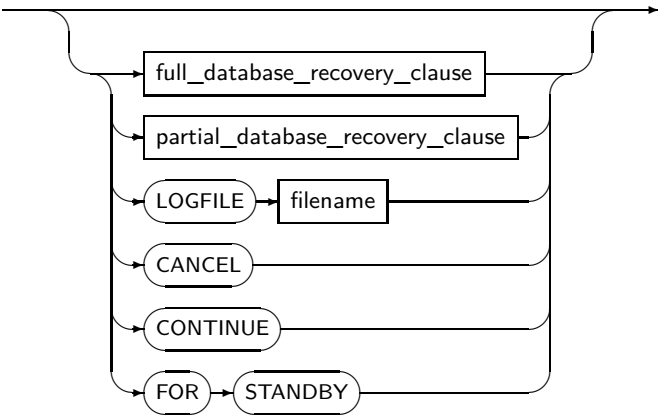 full_database_recovery_clause
partial_database_recovery_clause
LOGFILE filename
CANCEL
CONTINUE
FOR STANDBY